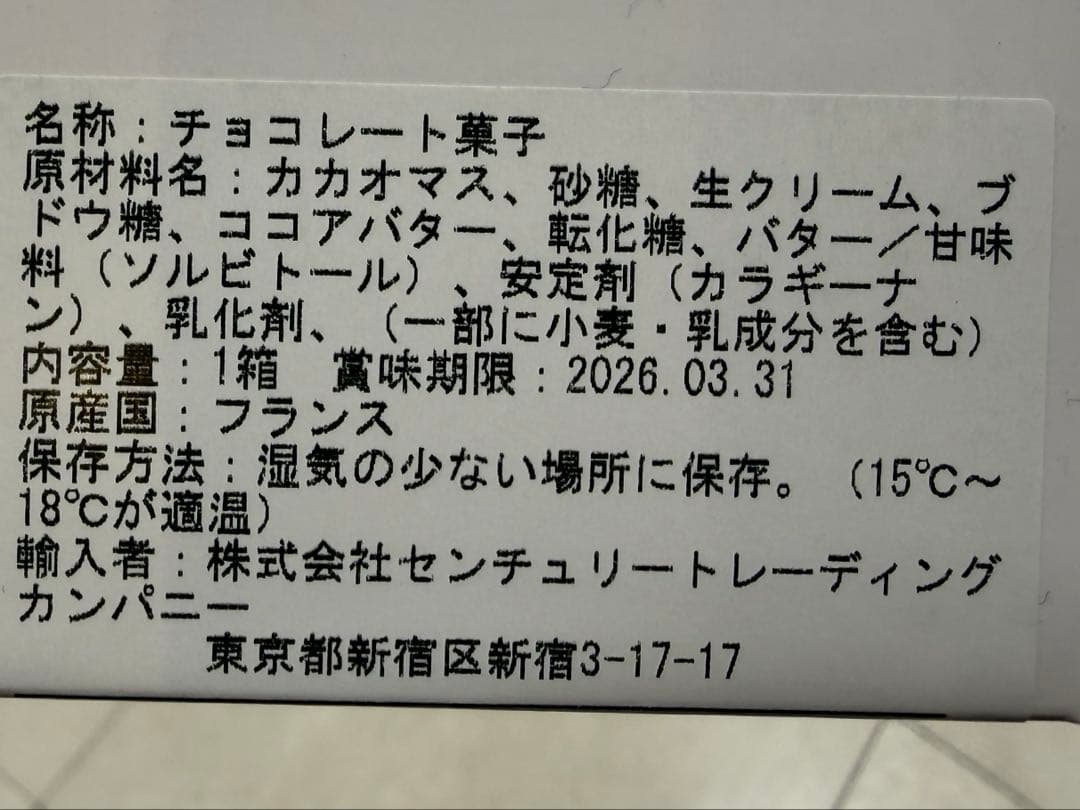 名称：チョコレート菓子
原材料名：カカオマス、砂糖、生クリーム、ブ
ドウ糖、ココアバター、転化糖、バター／甘味
料（ソルビトール）、安定剤（カラギーナ
ン）、乳化剤、（一部に小麦・乳成分を含む）
内容量：1箱　賞味期限：2026.03.31
原産国：フランス
保存方法：湿気の少ない場所に保存。（15℃～
18℃が適温）
輸入者：株式会社センチュリートレーディング
カンパニー
東京都新宿区新宿3-17-17